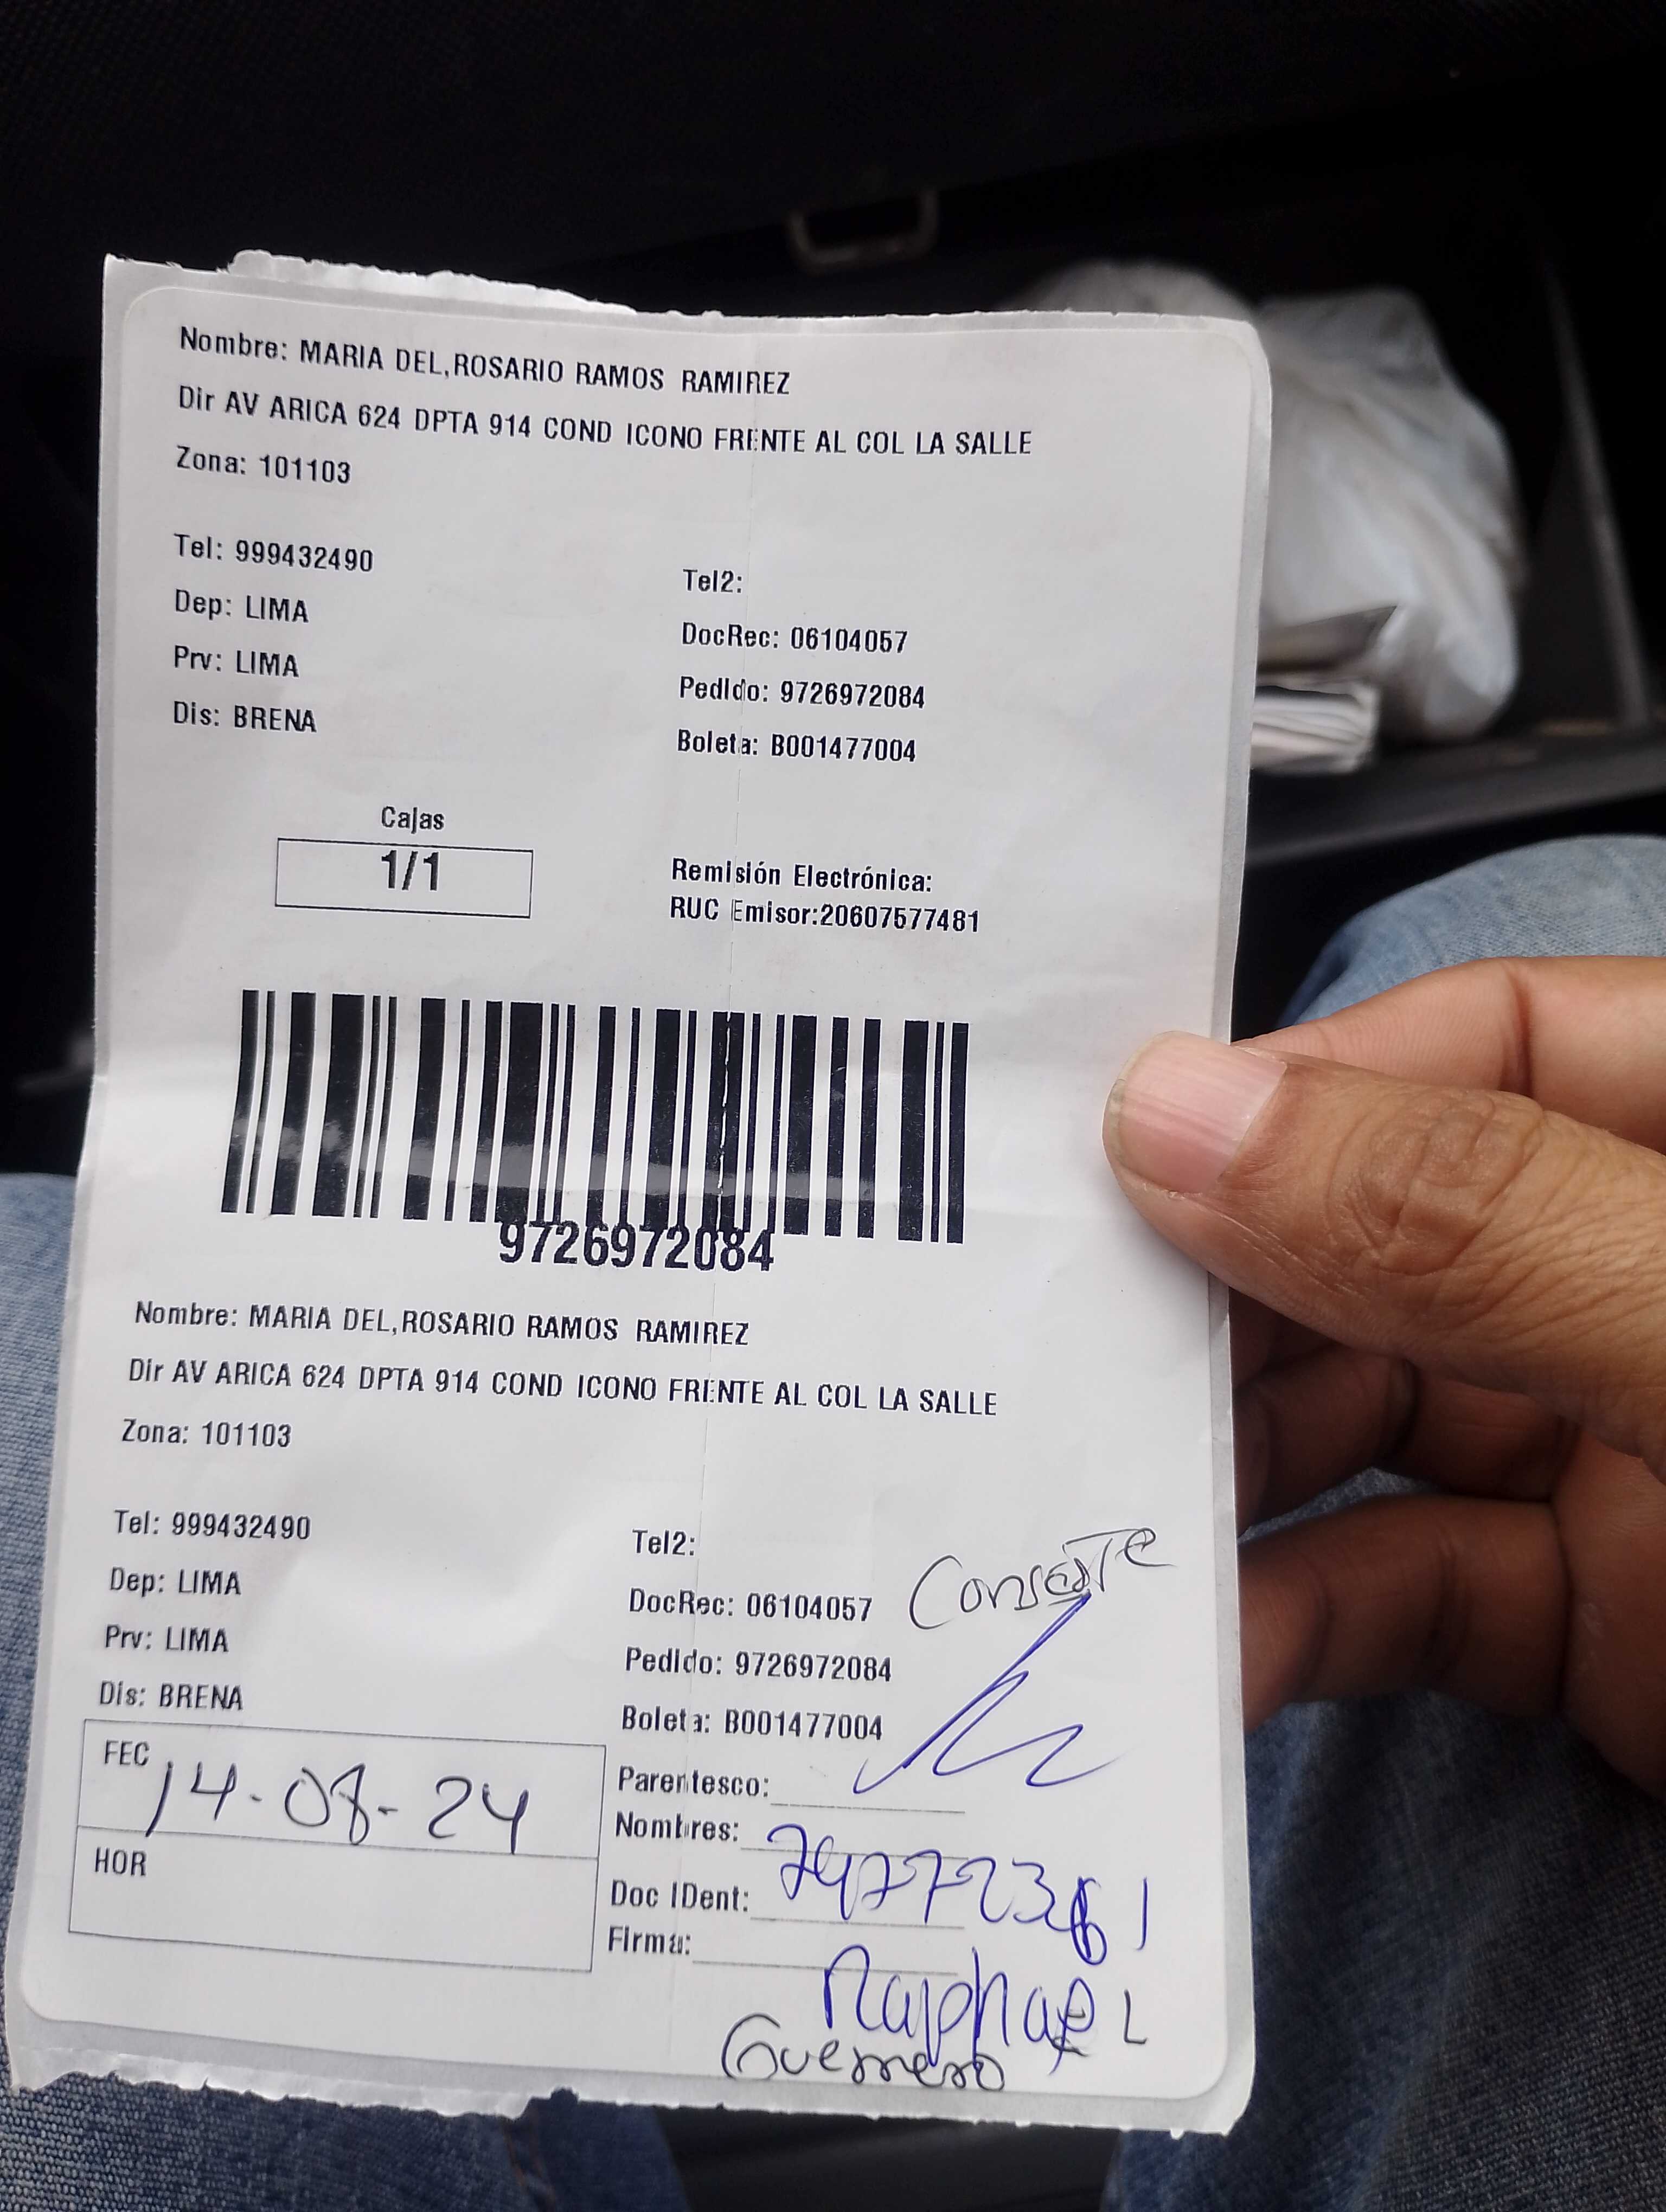 Nombre: MARIA DEL,ROSARIO RAMOS RAMIREZ
Dir AV ARICA 624 DPTA 914 COND ICONO FRENTE AL COL LA SALLE
Zona: 101103
Tel: 999432490
Tel2:
Dep: LIMA
DocRec: 06104057
Prv: LIMA
Pedido: 9726972084
Dis: BRENA
Boleta: B001477004
Cajas
1/1
Remisión Electrónica:
RUC Emisor:20607577481
9726972084
Nombre: MARIA DEL,ROSARIO RAMOS RAMIREZ
Dir AV ARICA 624 DPTA 914 COND ICONO FRENTE AL COL LA SALLE
Zona: 101103
Tel: 999432490
Tel2:
Dep: LIMA
DocRec: 06104057
Prv: LIMA
Pedido: 9726972084
Dis: BRENA
Boleta: B001477004
FEC 14-08-24
Parentesco:
Nombres:
HOR
Doc IDent:
Firma:
Raphael
Guerrero